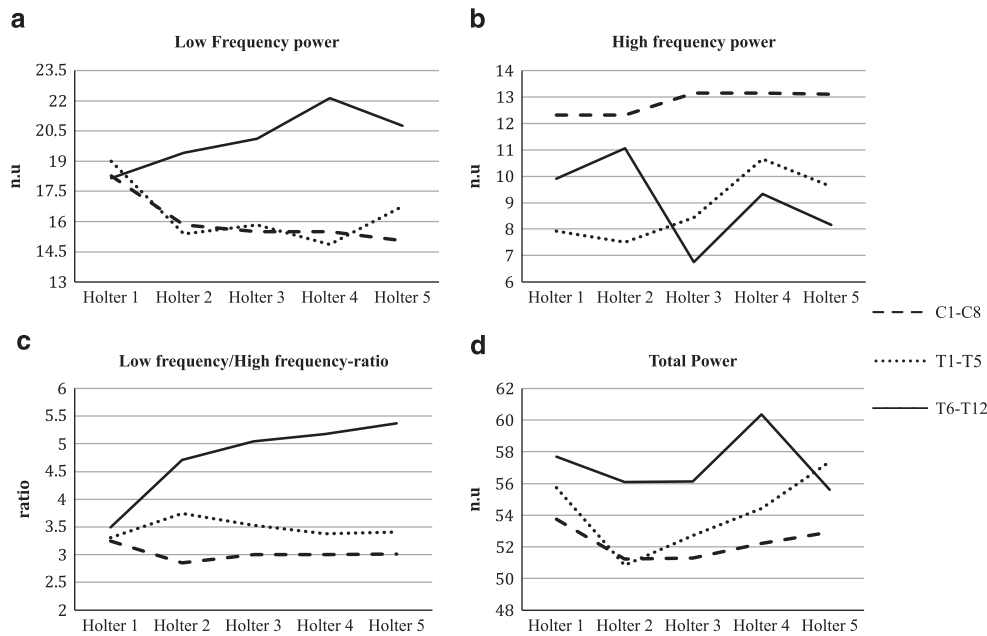 a
Low Frequency power
23.5
22
20.5
19
17.5
16
14.5
13
n.u
Holter 1 Holter 2 Holter 3 Holter 4 Holter 5
b
High frequency power
14
13
12
11
10
9
8
7
6
n.u
Holter 1 Holter 2 Holter 3 Holter 4 Holter 5
C1-C8
T1-T5
T6-T12
c
Low frequency/High frequency-ratio
6
5.5
5
4.5
4
3.5
3
2.5
2
ratio
Holter 1 Holter 2 Holter 3 Holter 4 Holter 5
d
Total Power
62
60
58
56
54
52
50
48
n.u
Holter 1 Holter 2 Holter 3 Holter 4 Holter 5